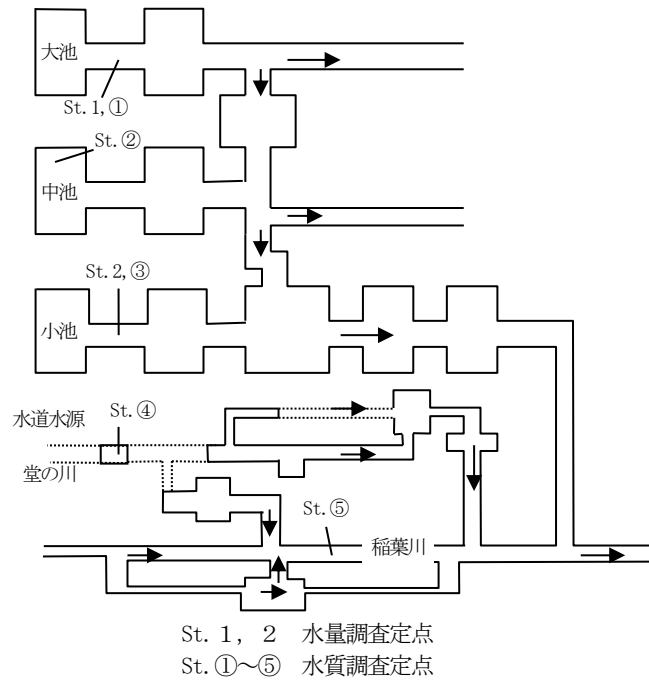 大池
St. 1, ①
St. ②
中池
St. 2, ③
小池
水道水源
St. ④
堂の川
St. ⑤
稲葉川
St. 1, 2 水量調査定点
St. ①~⑤ 水質調査定点